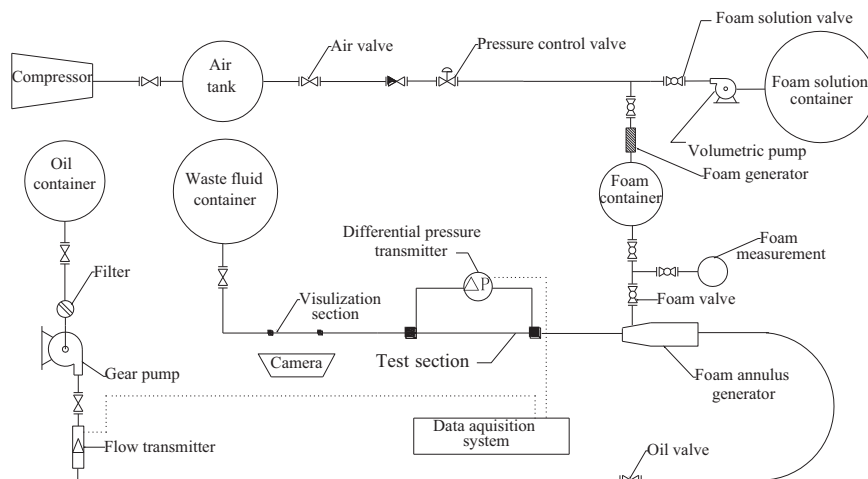 Foam solution valve
Air valve
Pressure control valve
Compressor
Air
tank
Foam solution
container
Volumetric pump
Foam generator
Oil
container
Waste fluid
container
Foam
container
Differential pressure
transmitter
P
Foam
measurement
Filter
Visulization
section
Foam valve
Camera
Test section
Gear pump
Foam annulus
generator
Data aquisition
system
Flow transmitter
Oil valve